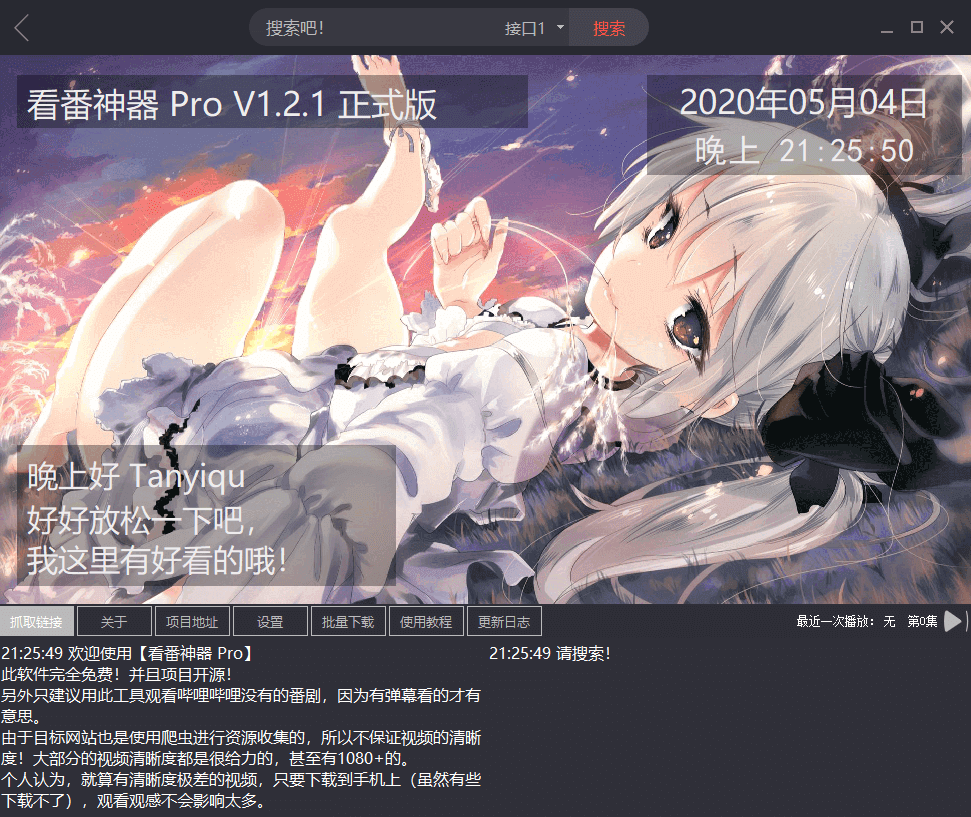 搜索吧!
接口1
搜索
看番神器 Pro V1.2.1 正式版
2020年05月04日
晚上 21:25:50
晚上好 Tanyiqu
好好放松一下吧，
我这里有好看的哦！
抓取链接
关于
项目地址
设置
批量下载
使用教程
更新日志
最近一次播放：无 第0集
21:25:49 欢迎使用【看番神器 Pro】
此软件完全免费！并且项目开源！
另外只建议用此工具观看哔哩哔哩没有的番剧，因为有弹幕看的才有
意思。
由于目标网站也是使用爬虫进行资源收集的，所以不保证视频的清晰
度！大部分的视频清晰度都是很给力的，甚至有1080+的。
个人认为，就算有清晰度极差的视频，只要下载到手机上（虽然有些
下载不了），观看观感不会影响太多。
21:25:49 请搜索！